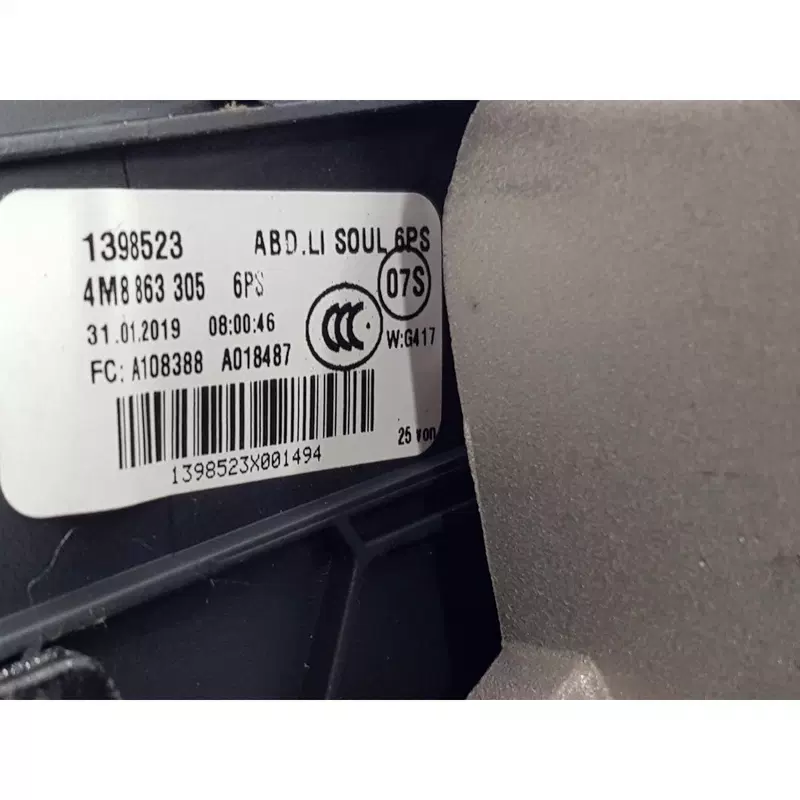 1398523 ABD.LI SOUL 6PS
4M8 863 305 6PS 07S
31.01.2019 08:00:46 CCC W:G417
FC: A108388 A018487
25 von
1398523X001494